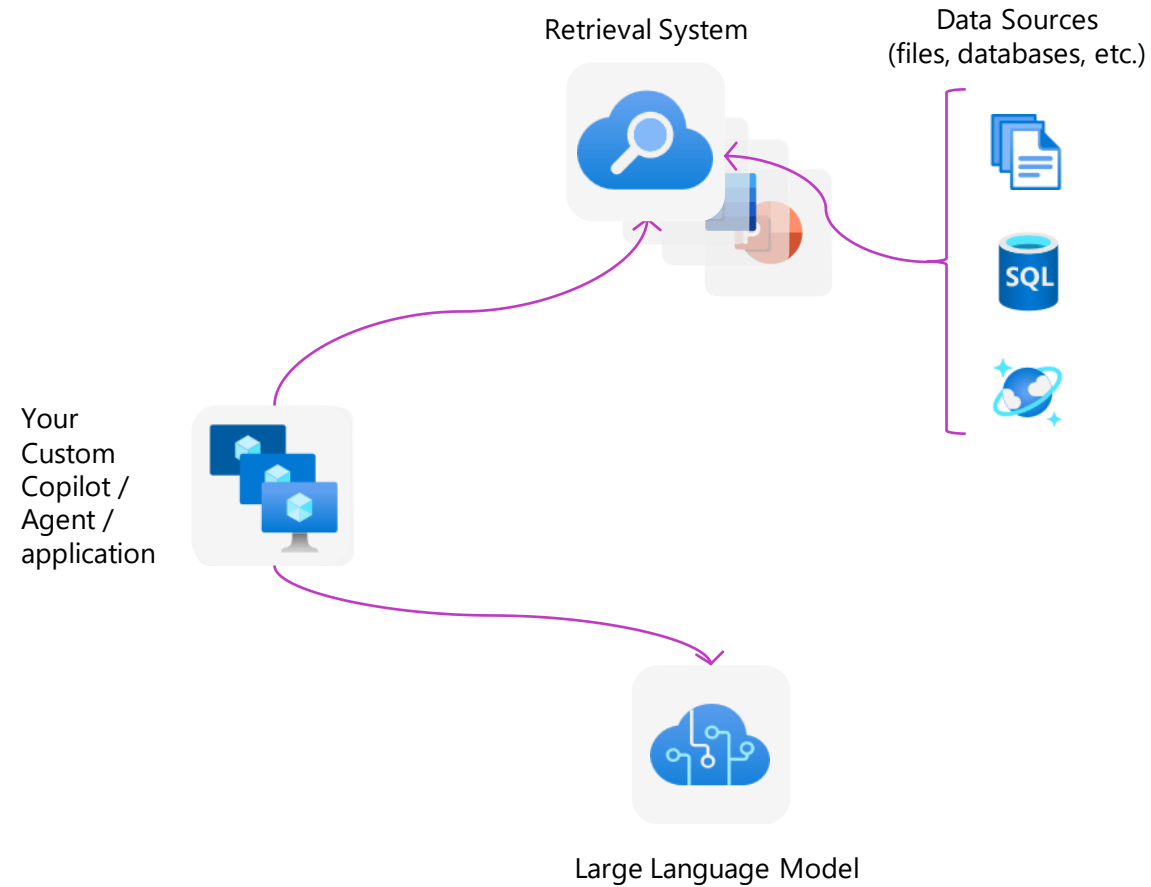 Retrieval System
Data Sources
(files, databases, etc.)
SQL
Your
Custom
Copilot /
Agent /
application
Large Language Model